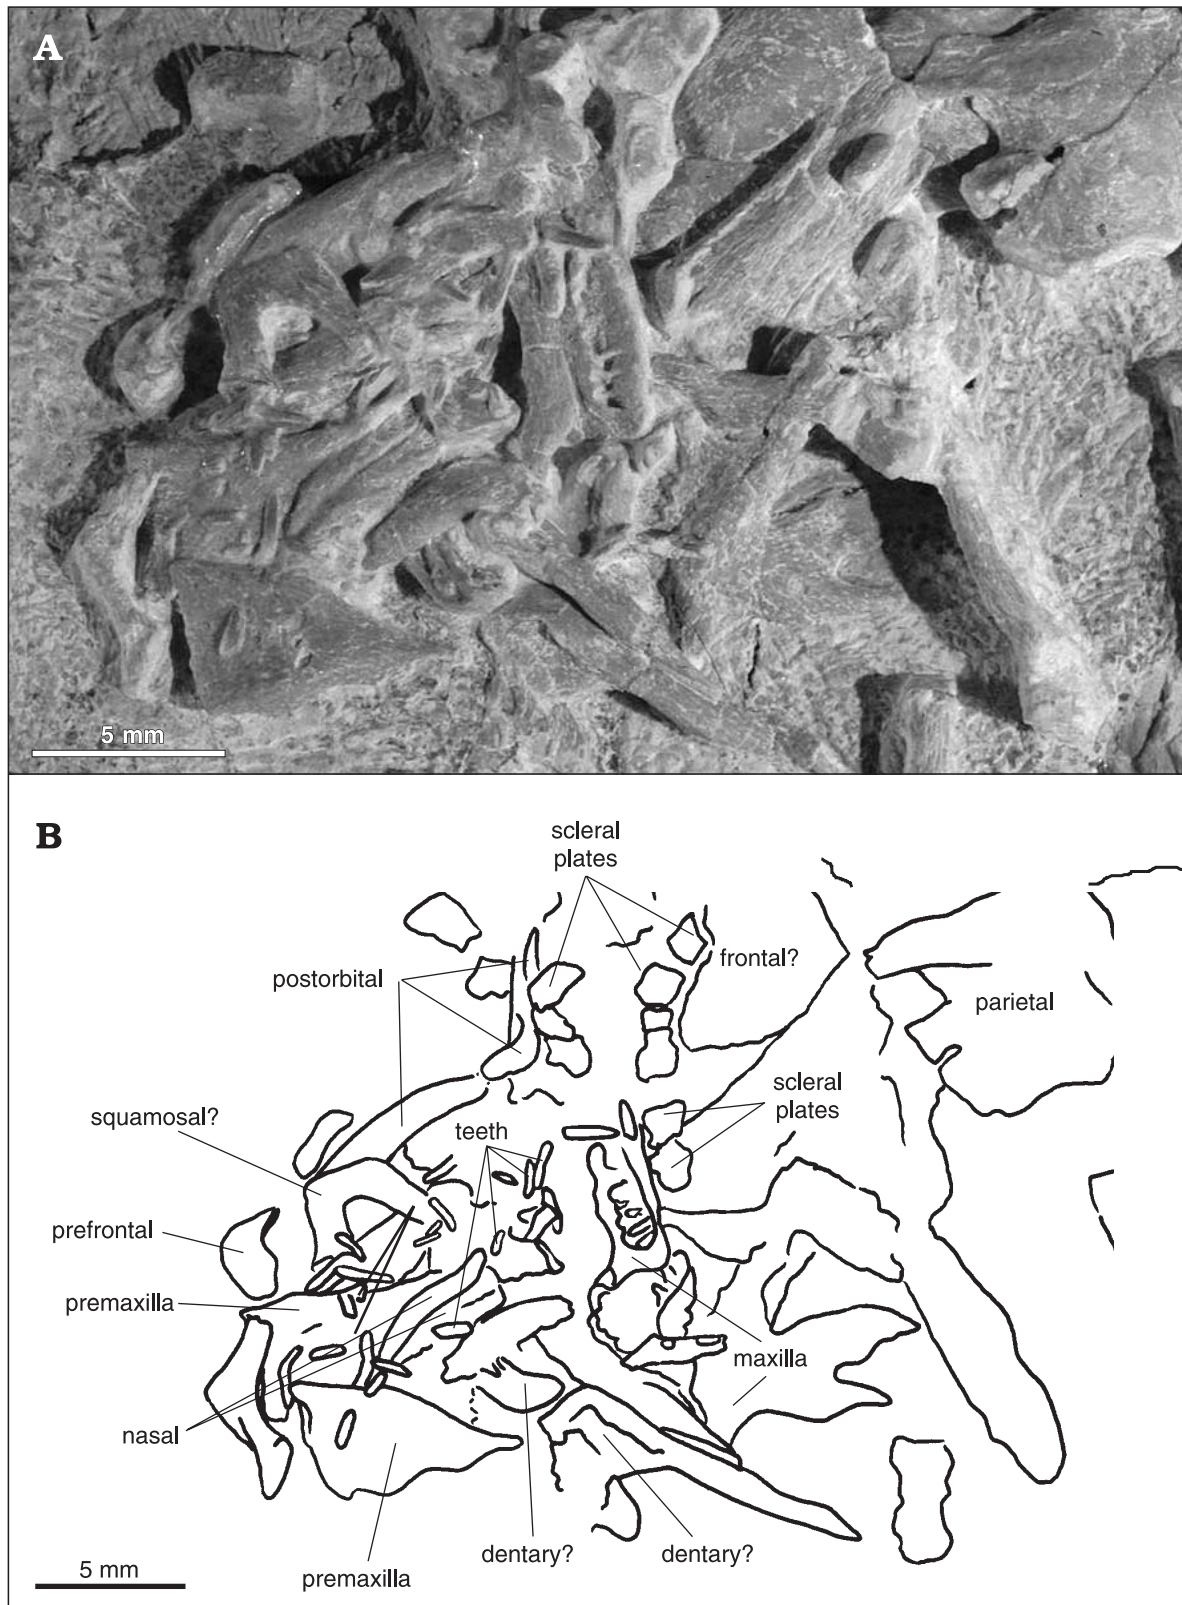 A
5 mm
B
scleral
plates
postorbital
frontal?
parietal
scleral
plates
squamosal?
teeth
prefrontal
premaxilla
maxilla
nasal
dentary?
dentary?
5 mm
premaxilla